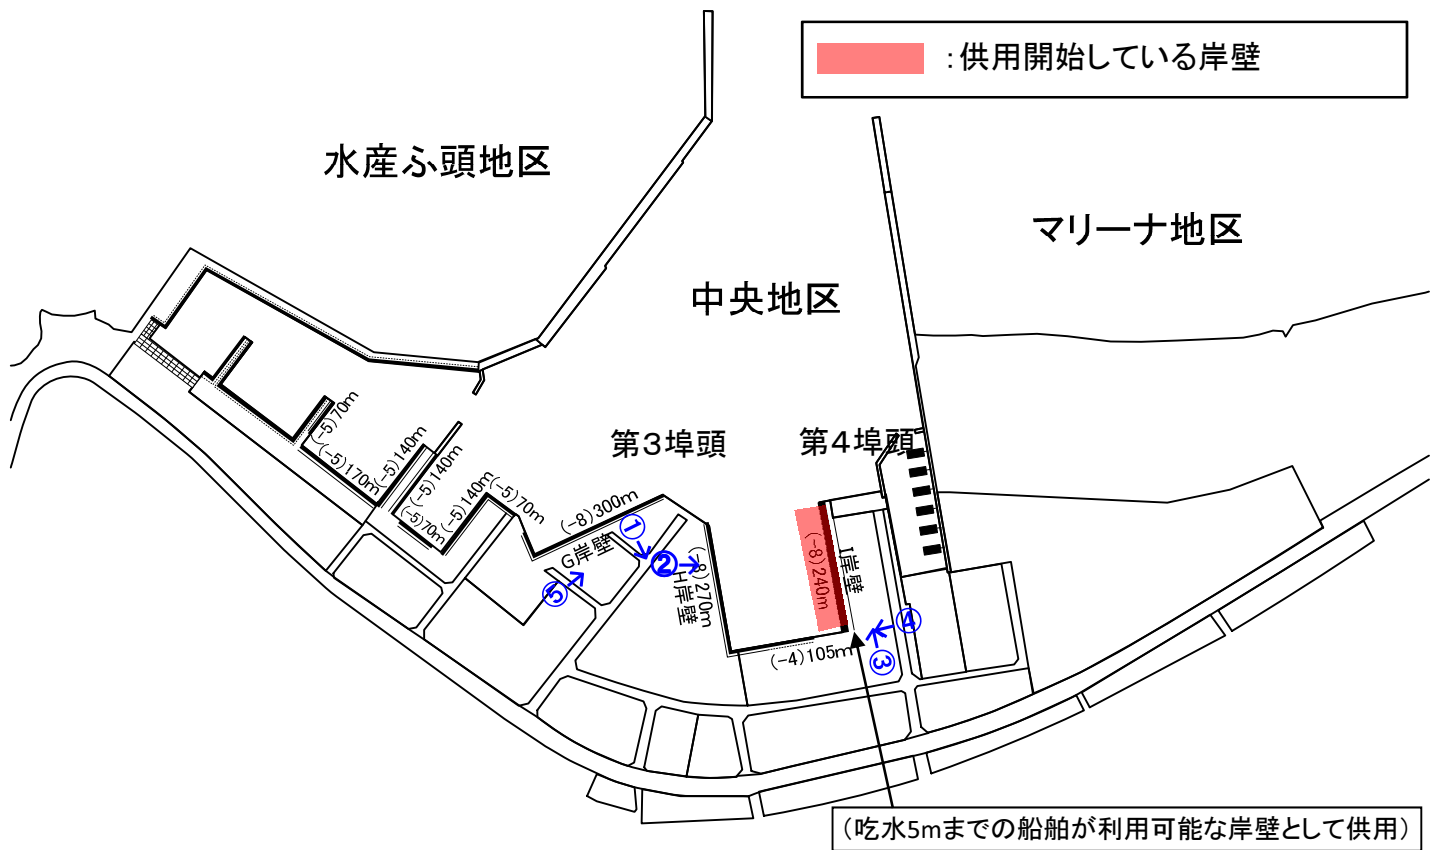 ：供用開始している岸壁
水産ふ頭地区
マリーナ地区
中央地区
第３埠頭
第４埠頭
(-5)70m
(-5)170m
(-5)140m
(-5)140m
(-5)70m
(-5)140m
(-5)70m
(-8)300m
G岸壁
①
②
⑤
(-8)270m
H岸壁
(-8)240m
I岸壁
④
③
(-4)105m
（吃水5mまでの船舶が利用可能な岸壁として供用）